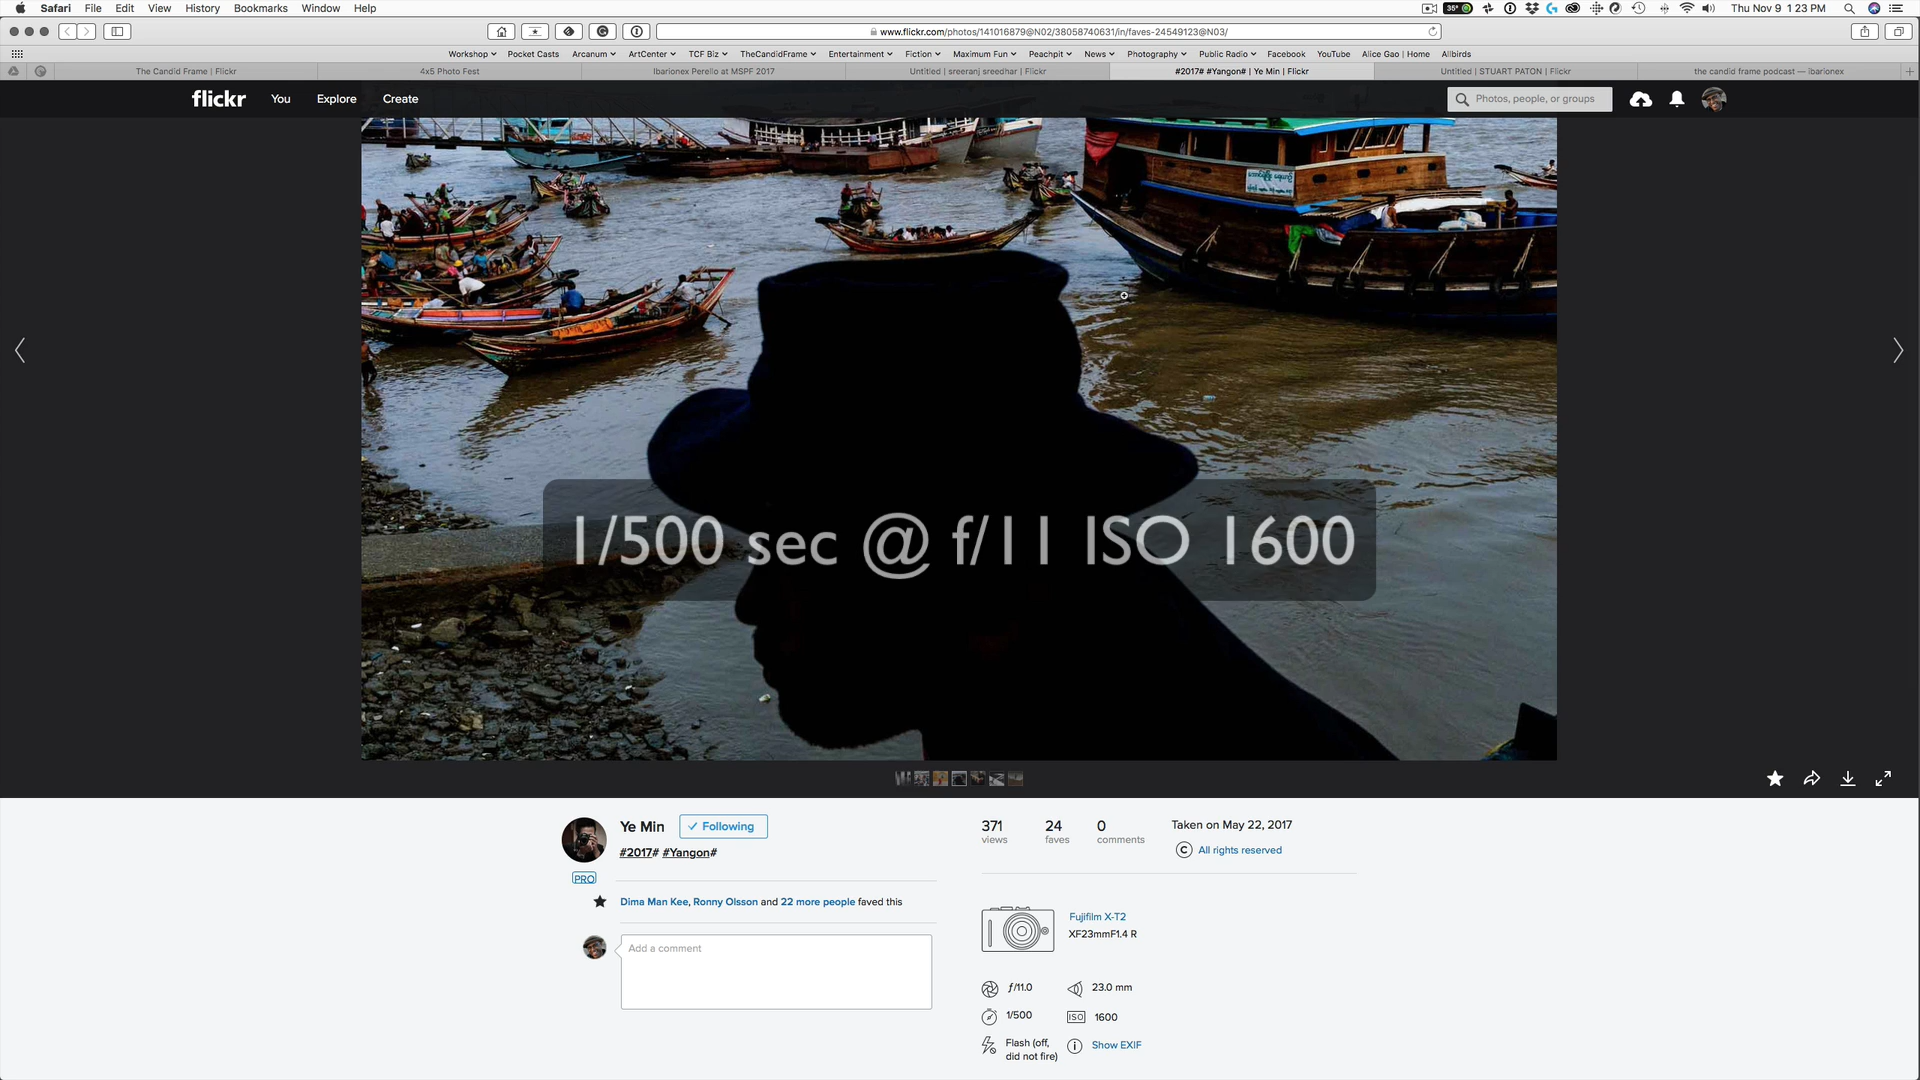 Safari File Edit View History Bookmarks Window Help
35°
Thu Nov 9 1 23 PM
www.flickr.com/photos/141016879@N02/38058740631/in/faves-24549123@N03/
Workshop Pocket Casts Arcanum ArtCenter TCF Biz TheCandidFrame Entertainment Fiction Maximum Fun Peachpit News Photography Public Radio Facebook YouTube Alice Gao | Home Allbirds
The Candid Frame | Flickr
4x5 Photo Fest
Ibarionex Perello at MSPF 2017
Untitled | sreeranj sreedhar | Flickr
#2017# #Yangon# | Ye Min | Flickr
Untitled | STUART PATON | Flickr
the candid frame podcast — ibarionex
flickr You Explore Create
Photos, people, or groups
1/500 sec @ f/11 ISO 1600
Ye Min
Following
#2017# #Yangon#
PRO
Dima Man Kee, Ronny Olsson and 22 more people faved this
Add a comment
371
views
24
faves
0
comments
Taken on May 22, 2017
All rights reserved
Fujifilm X-T2
XF23mmF1.4 R
ƒ/11.0
23.0 mm
1/500
ISO
1600
Flash (off,
did not fire)
Show EXIF